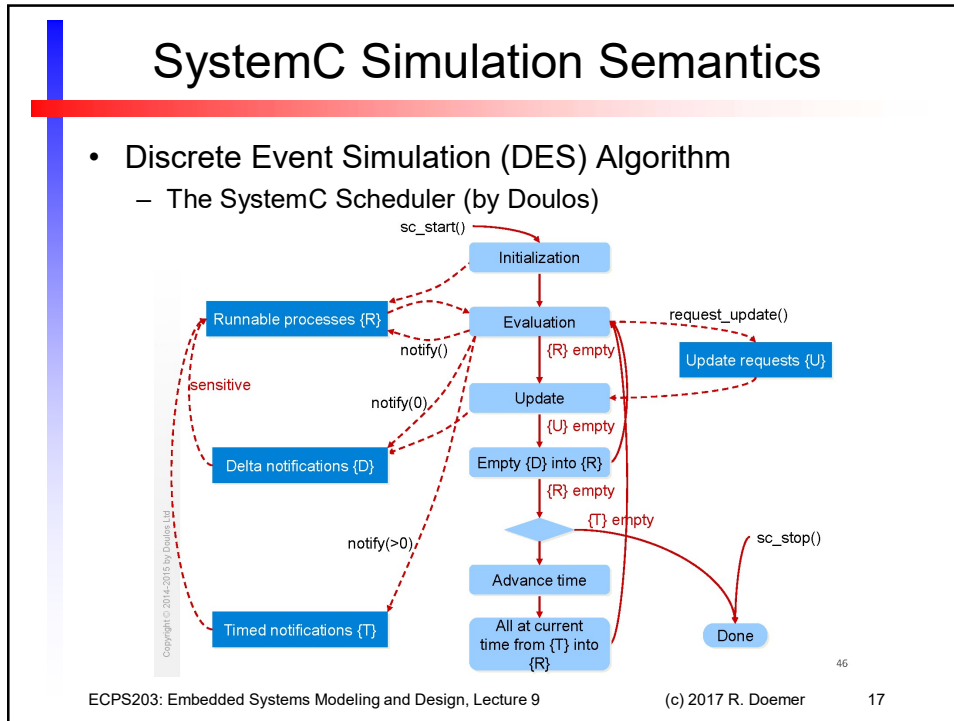 SystemC Simulation Semantics
• Discrete Event Simulation (DES) Algorithm
– The SystemC Scheduler (by Doulos)
sc_start()
Initialization
Runnable processes {R}
Evaluation
request_update()
notify()
{R} empty
Update requests {U}
sensitive
notify(0)
Update
{U} empty
Delta notifications {D}
Empty {D} into {R}
{R} empty
{T} empty
notify(>0)
sc_stop()
Advance time
Timed notifications {T}
All at current
time from {T} into
{R}
Done
Copyright © 2014-2015 by Doulos Ltd
46
ECPS203: Embedded Systems Modeling and Design, Lecture 9
(c) 2017 R. Doemer
17